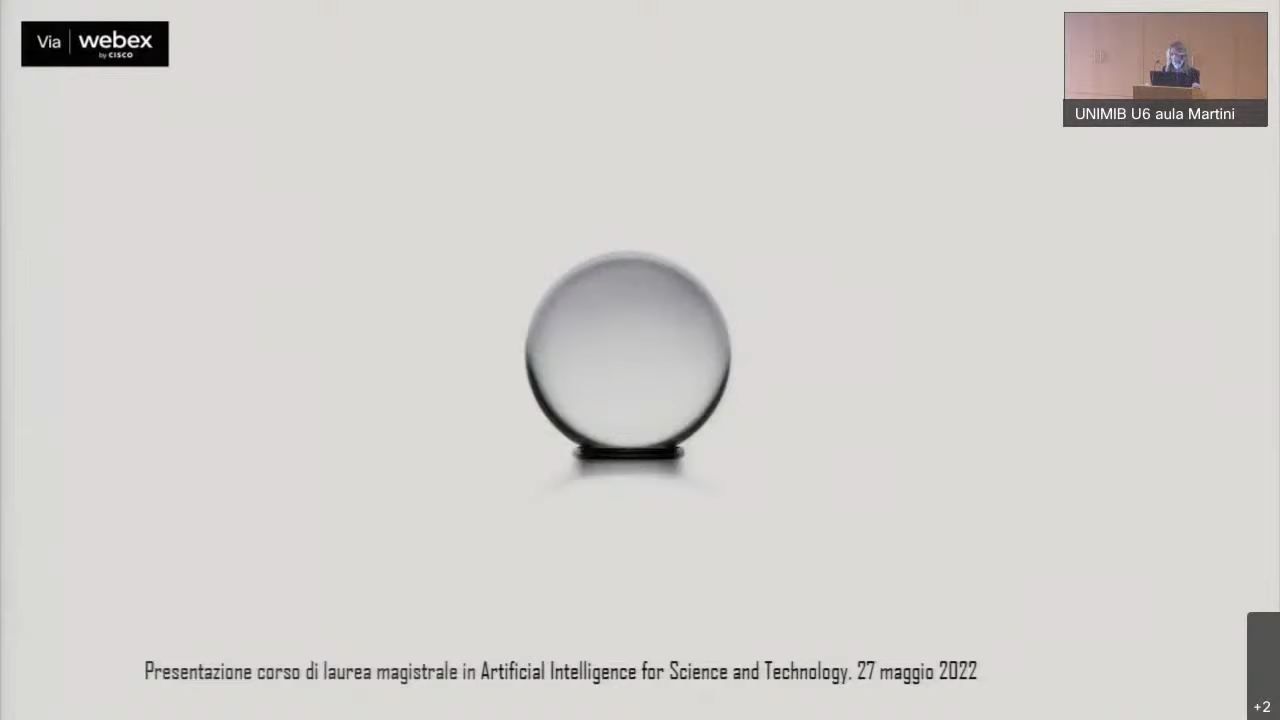 Via webex
by CISCO
UNIMIB U6 aula Martini
Presentazione corso di laurea magistrale in Artificial Intelligence for Science and Technology. 27 maggio 2022
+2